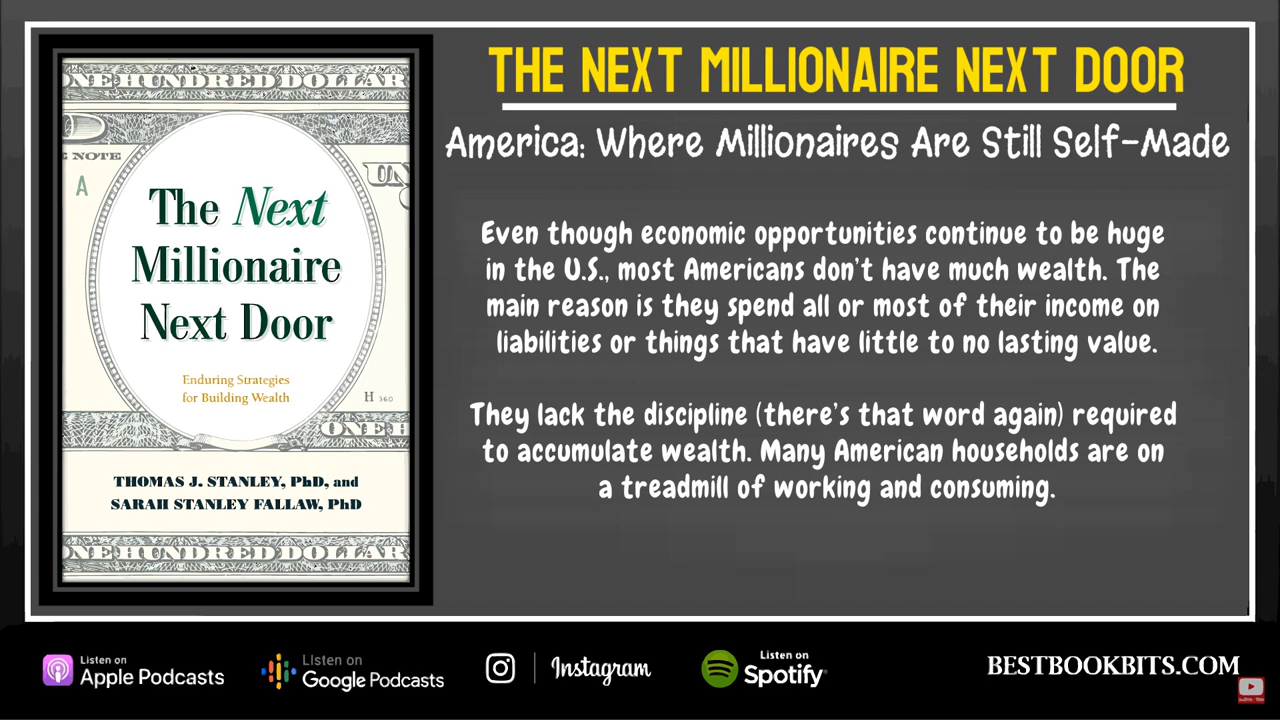 THE NEXT MILLIONAIRE NEXT DOOR
America: Where Millionaires Are Still Self-Made
Even though economic opportunities continue to be huge
in the U.S., most Americans don't have much wealth. The
main reason is they spend all or most of their income on
liabilities or things that have little to no lasting value.
They lack the discipline (there's that word again) required
to accumulate wealth. Many American households are on
a treadmill of working and consuming.
ONE HUNDRED DOLLAR
E NOTE
A
UN
The Next
Millionaire
Next Door
Enduring Strategies
for Building Wealth
H 360
ONE H
THOMAS J. STANLEY, PhD, and
SARAH STANLEY FALLAW, PhD
ONE HUNDRED DOLLAR
Listen on
Apple Podcasts
Listen on
Google Podcasts
Instagram
Listen on
Spotify
BESTBOOKBITS.COM